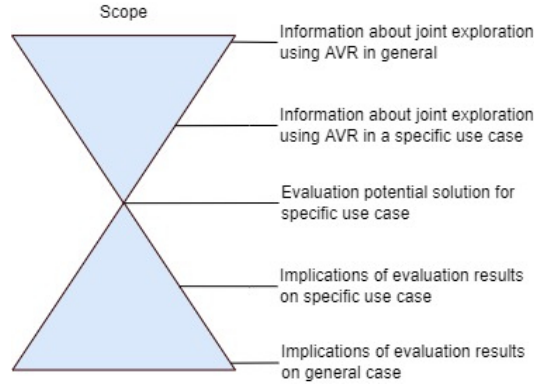 Scope
Information about joint exploration
using AVR in general
Information about joint exploration
using AVR in a specific use case
Evaluation potential solution for
specific use case
Implications of evaluation results
on specific use case
Implications of evaluation results
on general case